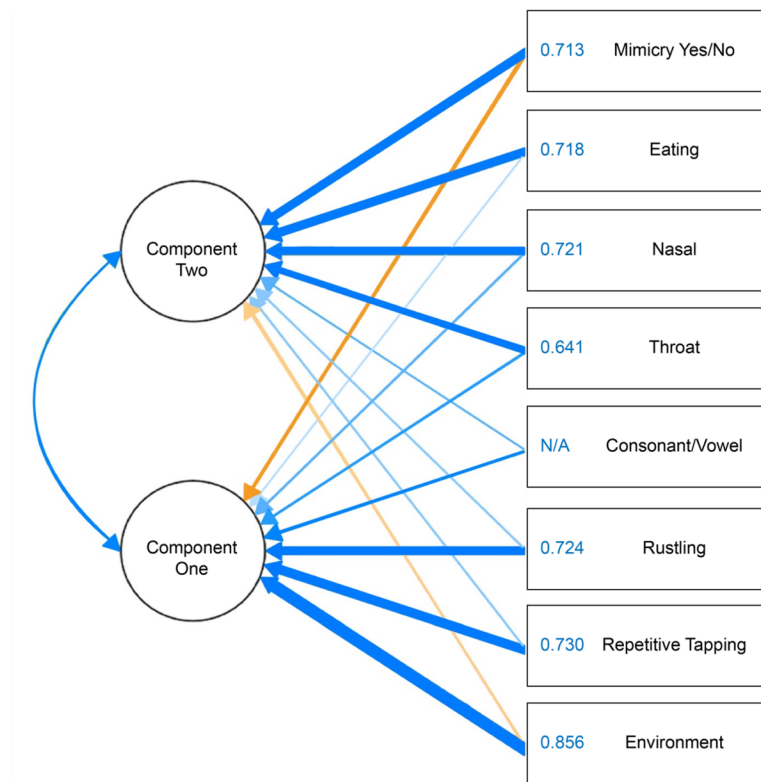 0.713 Mimicry Yes/No
0.718 Eating
Component
Two
0.721 Nasal
0.641 Throat
N/A Consonant/Vowel
Component
One
0.724 Rustling
0.730 Repetitive Tapping
0.856 Environment